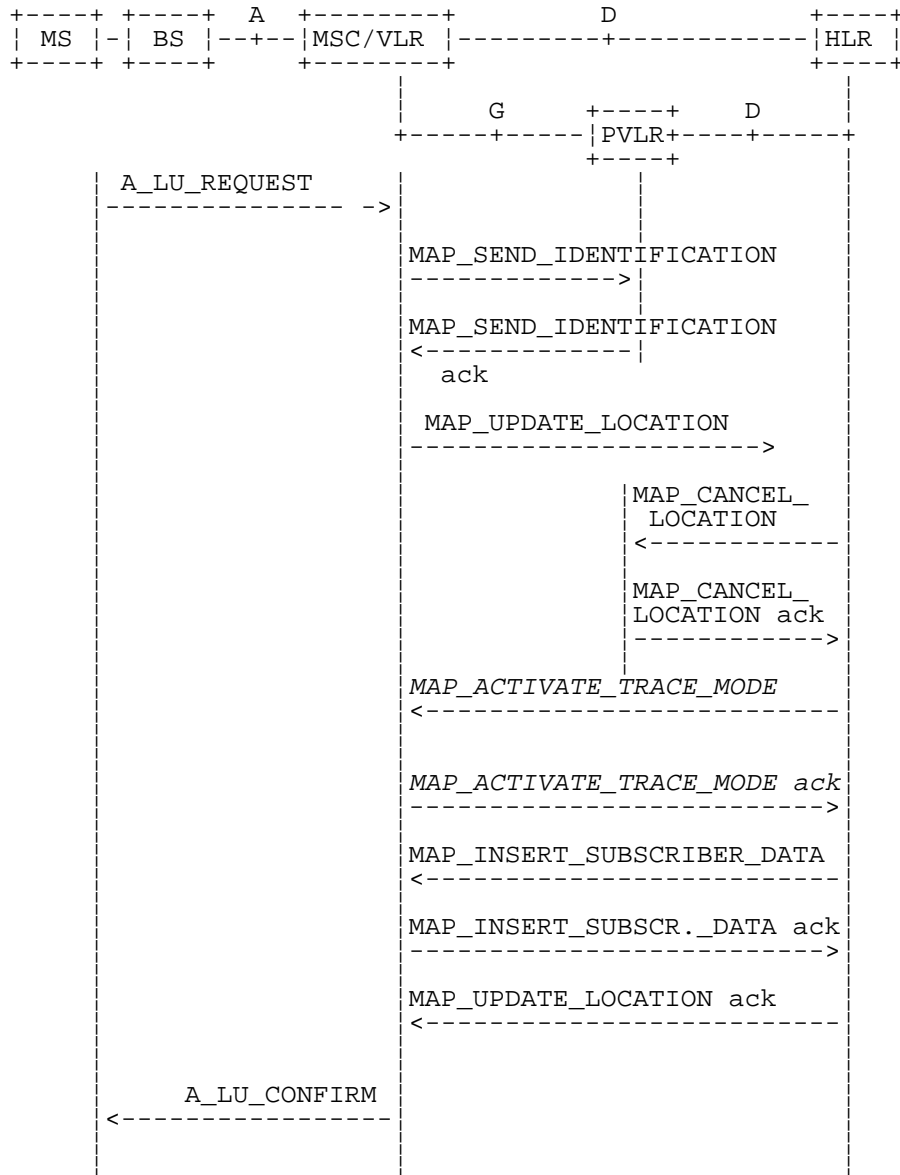 A D
MS BS MSC/VLR HLR
G D
PVLR
A_LU_REQUEST
MAP_SEND_IDENTIFICATION
MAP_SEND_IDENTIFICATION
ack
MAP_UPDATE_LOCATION
MAP_CANCEL_
LOCATION
MAP_CANCEL_
LOCATION ack
MAP_ACTIVATE_TRACE_MODE
MAP_ACTIVATE_TRACE_MODE ack
MAP_INSERT_SUBSCRIBER_DATA
MAP_INSERT_SUBSCR._DATA ack
MAP_UPDATE_LOCATION ack
A_LU_CONFIRM